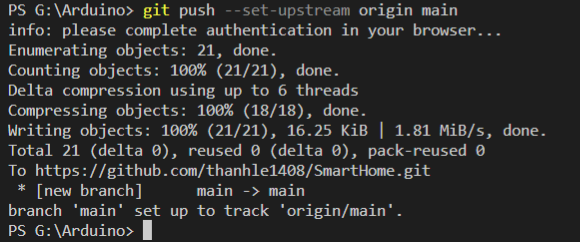 PS G:\Arduino> git push --set-upstream origin main
info: please complete authentication in your browser...
Enumerating objects: 21, done.
Counting objects: 100% (21/21), done.
Delta compression using up to 6 threads
Compressing objects: 100% (18/18), done.
Writing objects: 100% (21/21), 16.25 KiB | 1.81 MiB/s, done.
Total 21 (delta 0), reused 0 (delta 0), pack-reused 0
To https://github.com/thanhle1408/SmartHome.git
 * [new branch]      main -> main
branch 'main' set up to track 'origin/main'.
PS G:\Arduino>